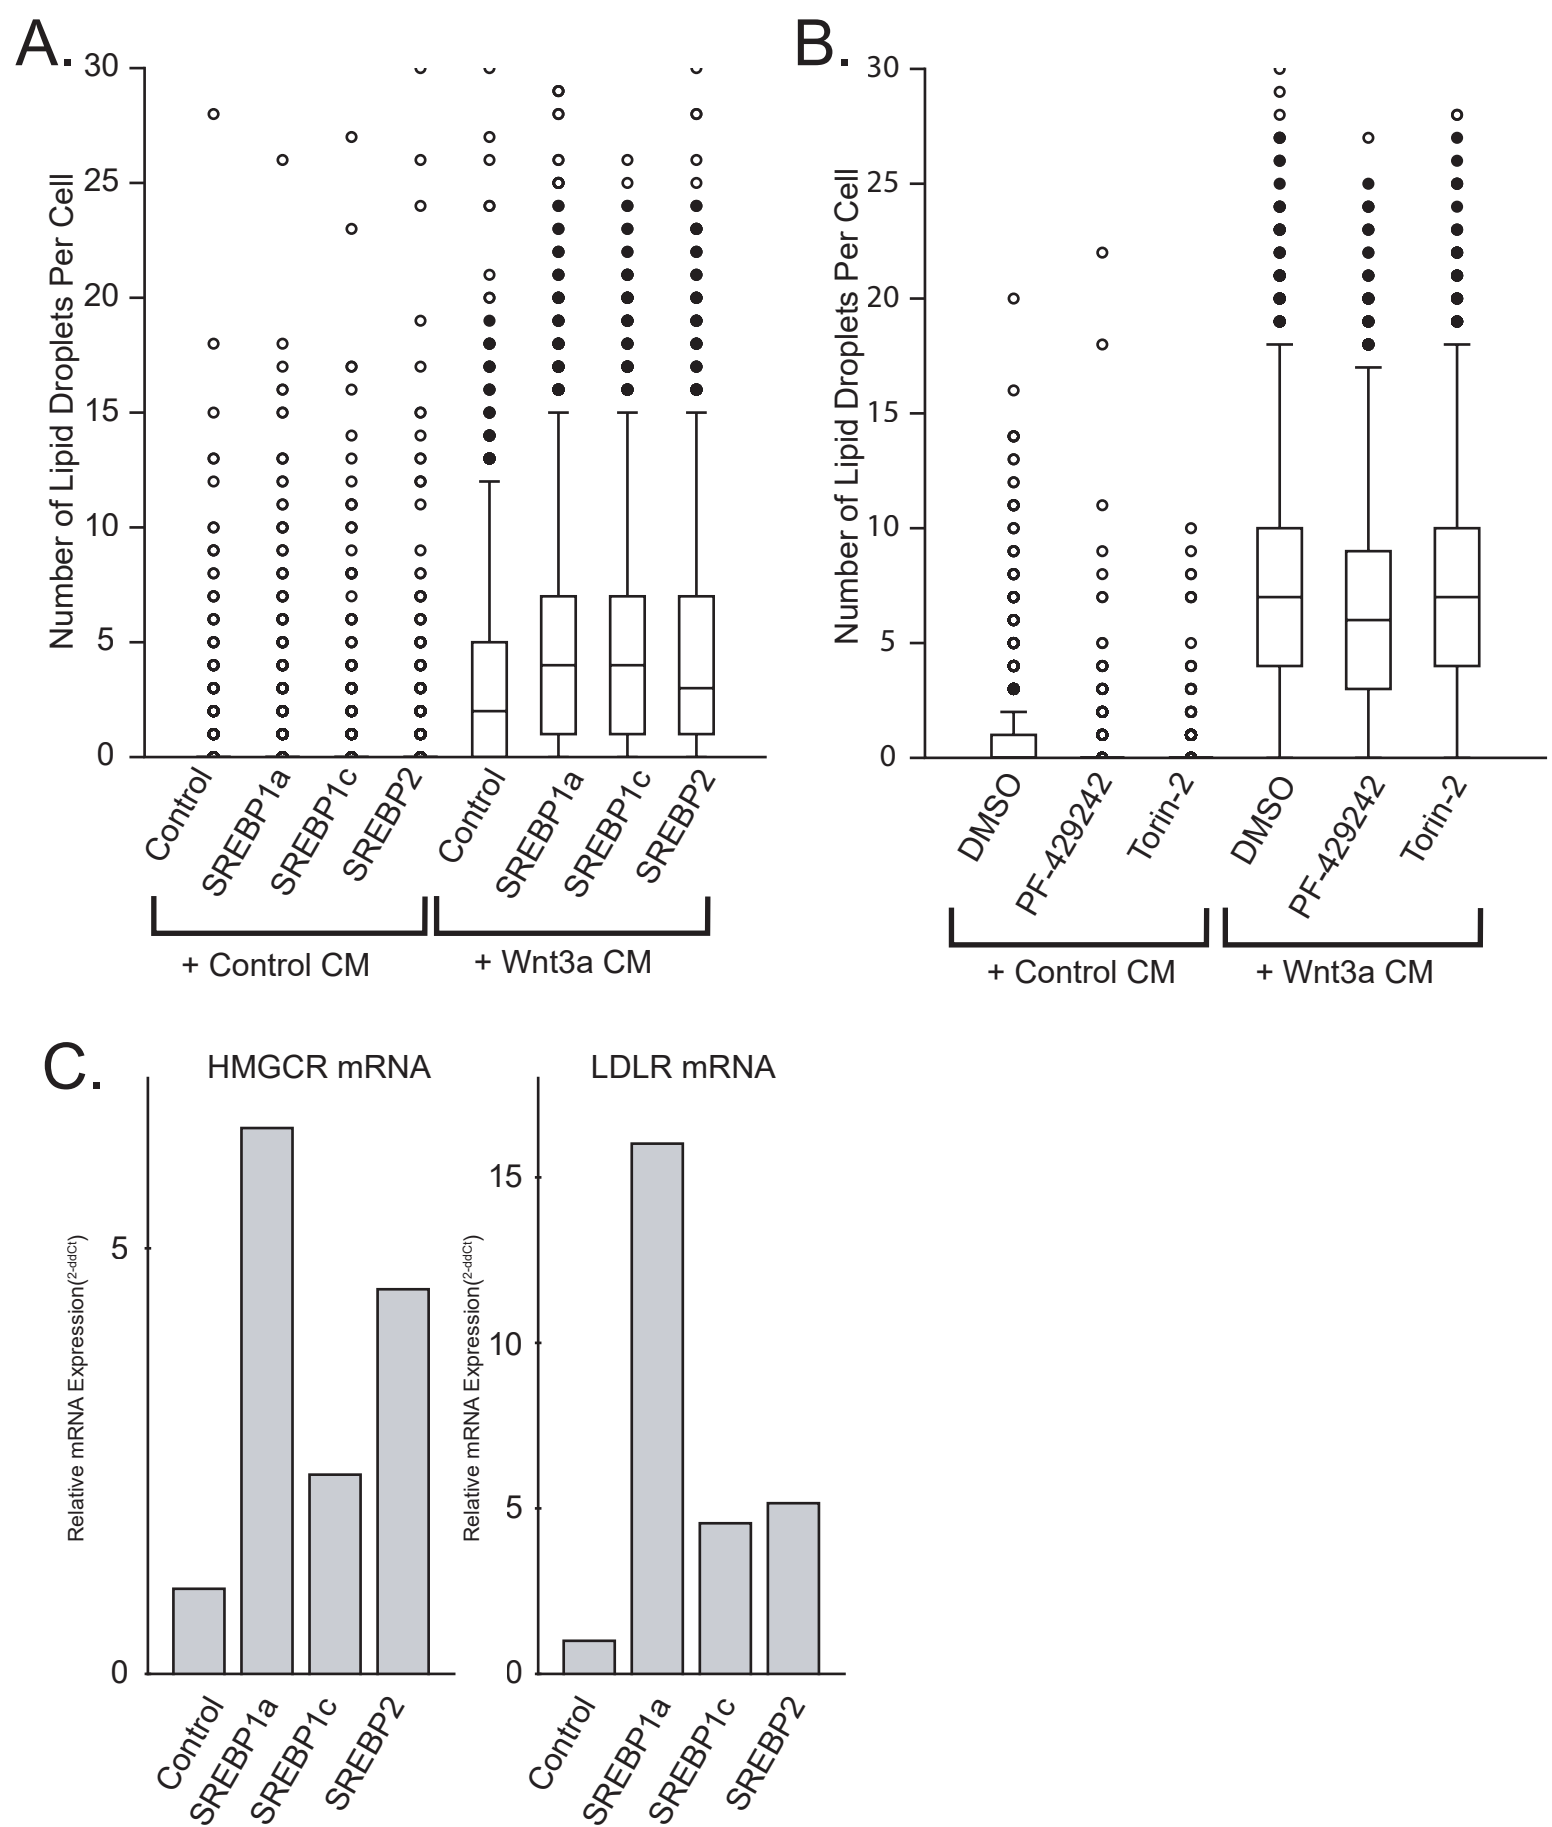 A.
Number of Lipid Droplets Per Cell
30
25
20
15
10
5
0
Control
SREBP1a
SREBP1c
SREBP2
Control
SREBP1a
SREBP1c
SREBP2
+ Control CM
+ Wnt3a CM
B.
Number of Lipid Droplets Per Cell
30
25
20
15
10
5
0
DMSO
PF-429242
Torin-2
DMSO
PF-429242
Torin-2
+ Control CM
+ Wnt3a CM
C.
HMGCR mRNA
Relative mRNA Expression(2-ddCt)
5
0
Control
SREBP1a
SREBP1c
SREBP2
LDLR mRNA
Relative mRNA Expression(2-ddCt)
15
10
5
0
Control
SREBP1a
SREBP1c
SREBP2